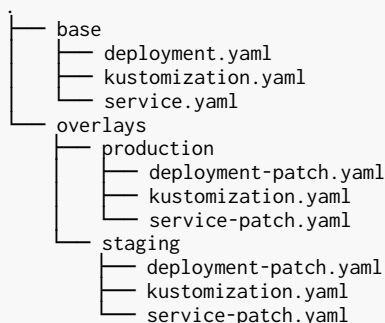 .
├── base
│   ├── deployment.yaml
│   ├── kustomization.yaml
│   └── service.yaml
└── overlays
    ├── production
    │   ├── deployment-patch.yaml
    │   ├── kustomization.yaml
    │   └── service-patch.yaml
    └── staging
        ├── deployment-patch.yaml
        ├── kustomization.yaml
        └── service-patch.yaml